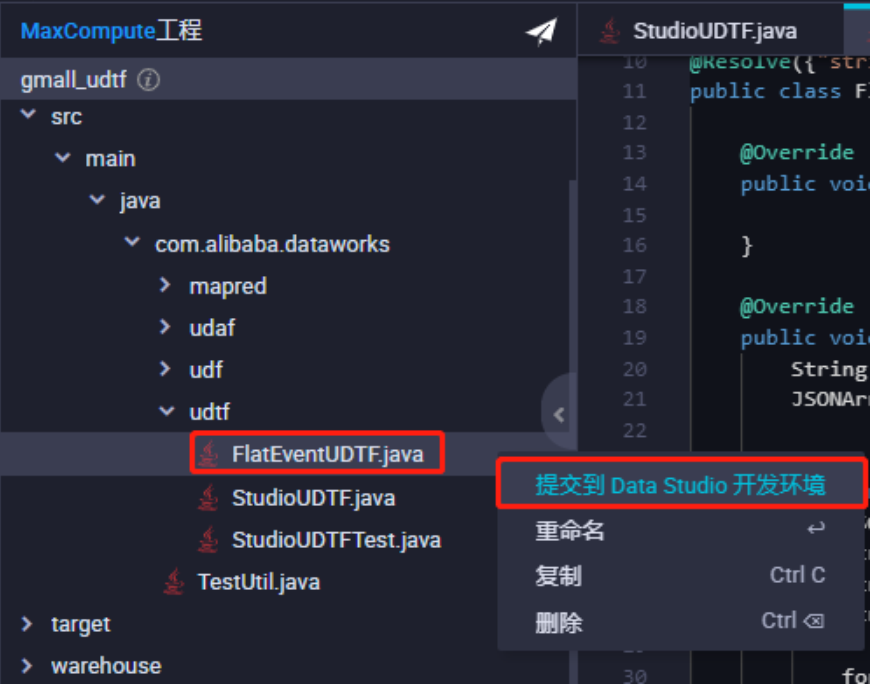 MaxCompute工程
gmall_udtf
src
main
java
com.alibaba.dataworks
mapred
udaf
udf
udtf
FlatEventUDTF.java
StudioUDTF.java
StudioUDTFTest.java
TestUtil.java
target
warehouse
StudioUDTF.java
10 @Resolve({"stri
11 public class Fl
12
13 @Override
14 public voi
15
16 }
17
18 @Override
19 public voi
20 String
21 JSONArr
22
提交到 Data Studio 开发环境
重命名 ↩
复制 Ctrl C
删除 Ctrl ⌫
30 fo